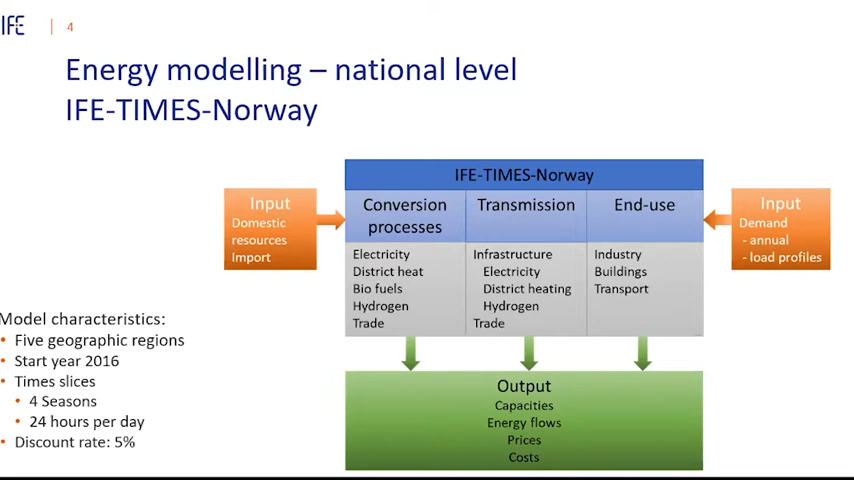 IFE
4
Energy modelling – national level
IFE-TIMES-Norway
IFE-TIMES-Norway
Input
Domestic
resources
Import
Conversion
processes
Electricity
District heat
Bio fuels
Hydrogen
Trade
Transmission
Infrastructure
Electricity
District heating
Hydrogen
Trade
End-use
Industry
Buildings
Transport
Input
Demand
- annual
- load profiles
Model characteristics:
• Five geographic regions
• Start year 2016
• Times slices
• 4 Seasons
• 24 hours per day
• Discount rate: 5%
Output
Capacities
Energy flows
Prices
Costs